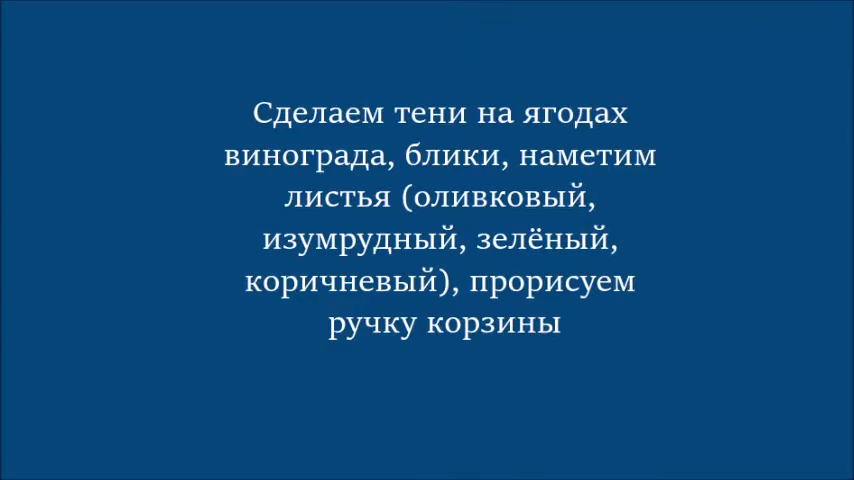 Сделаем тени на ягодах
винограда, блики, наметим
листья (оливковый,
изумрудный, зелёный,
коричневый), прорисуем
ручку корзины